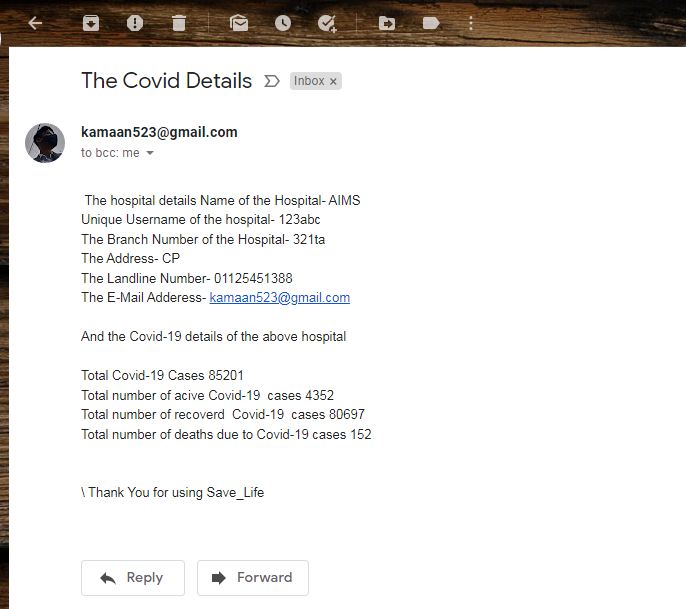 The Covid Details
Inbox ×
kamaan523@gmail.com
to bcc: me
The hospital details Name of the Hospital- AIMS
Unique Username of the hospital- 123abc
The Branch Number of the Hospital- 321ta
The Address- CP
The Landline Number- 01125451388
The E-Mail Adderess- kamaan523@gmail.com
And the Covid-19 details of the above hospital
Total Covid-19 Cases 85201
Total number of acive Covid-19  cases 4352
Total number of recoverd  Covid-19  cases 80697
Total number of deaths due to Covid-19 cases 152
\ Thank You for using Save_Life
Reply
Forward